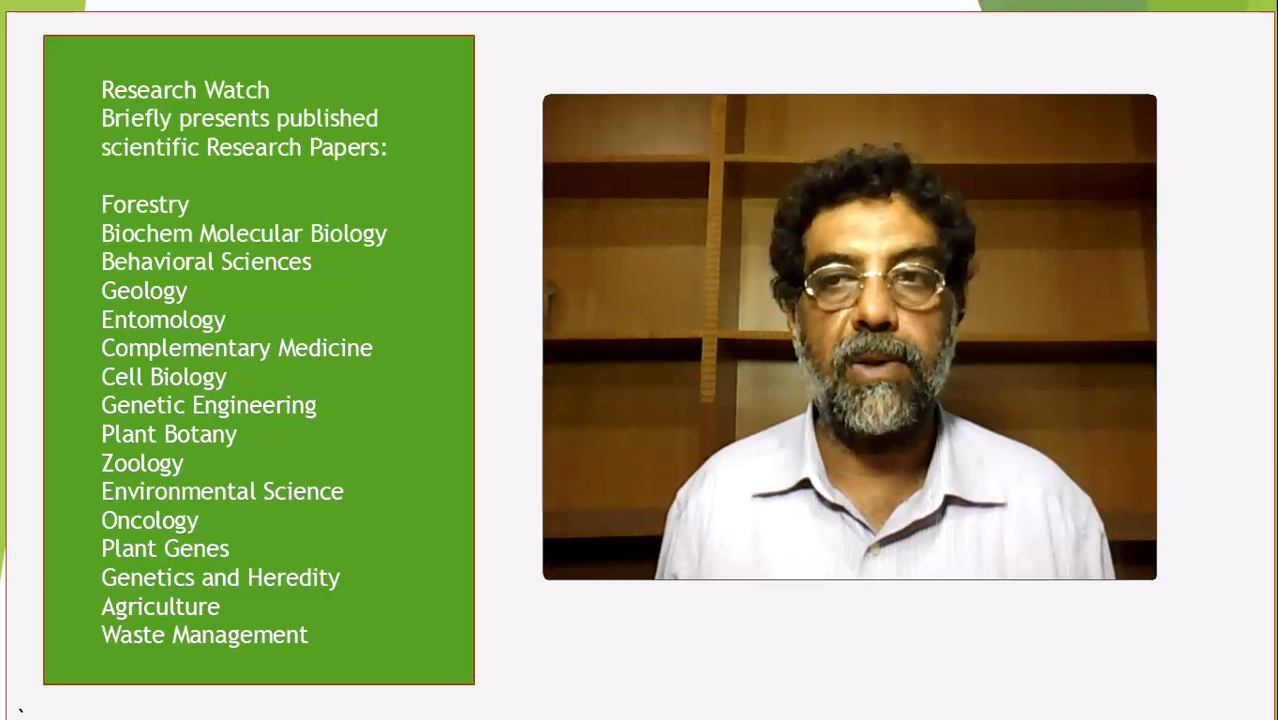 Research Watch
Briefly presents published
scientific Research Papers:
Forestry
Biochem Molecular Biology
Behavioral Sciences
Geology
Entomology
Complementary Medicine
Cell Biology
Genetic Engineering
Plant Botany
Zoology
Environmental Science
Oncology
Plant Genes
Genetics and Heredity
Agriculture
Waste Management
`